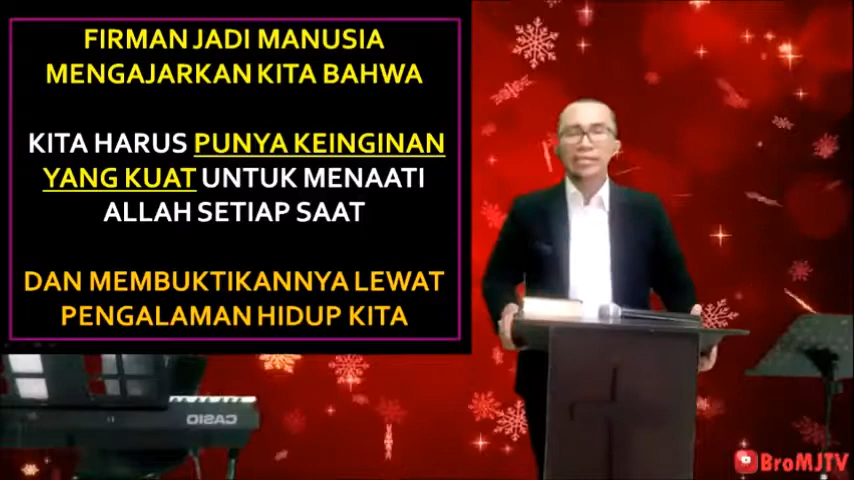 FIRMAN JADI MANUSIA
MENGAJARKAN KITA BAHWA
KITA HARUS PUNYA KEINGINAN
YANG KUAT UNTUK MENAATI
ALLAH SETIAP SAAT
DAN MEMBUKTIKANNYA LEWAT
PENGALAMAN HIDUP KITA
CASIO
BroMJTV